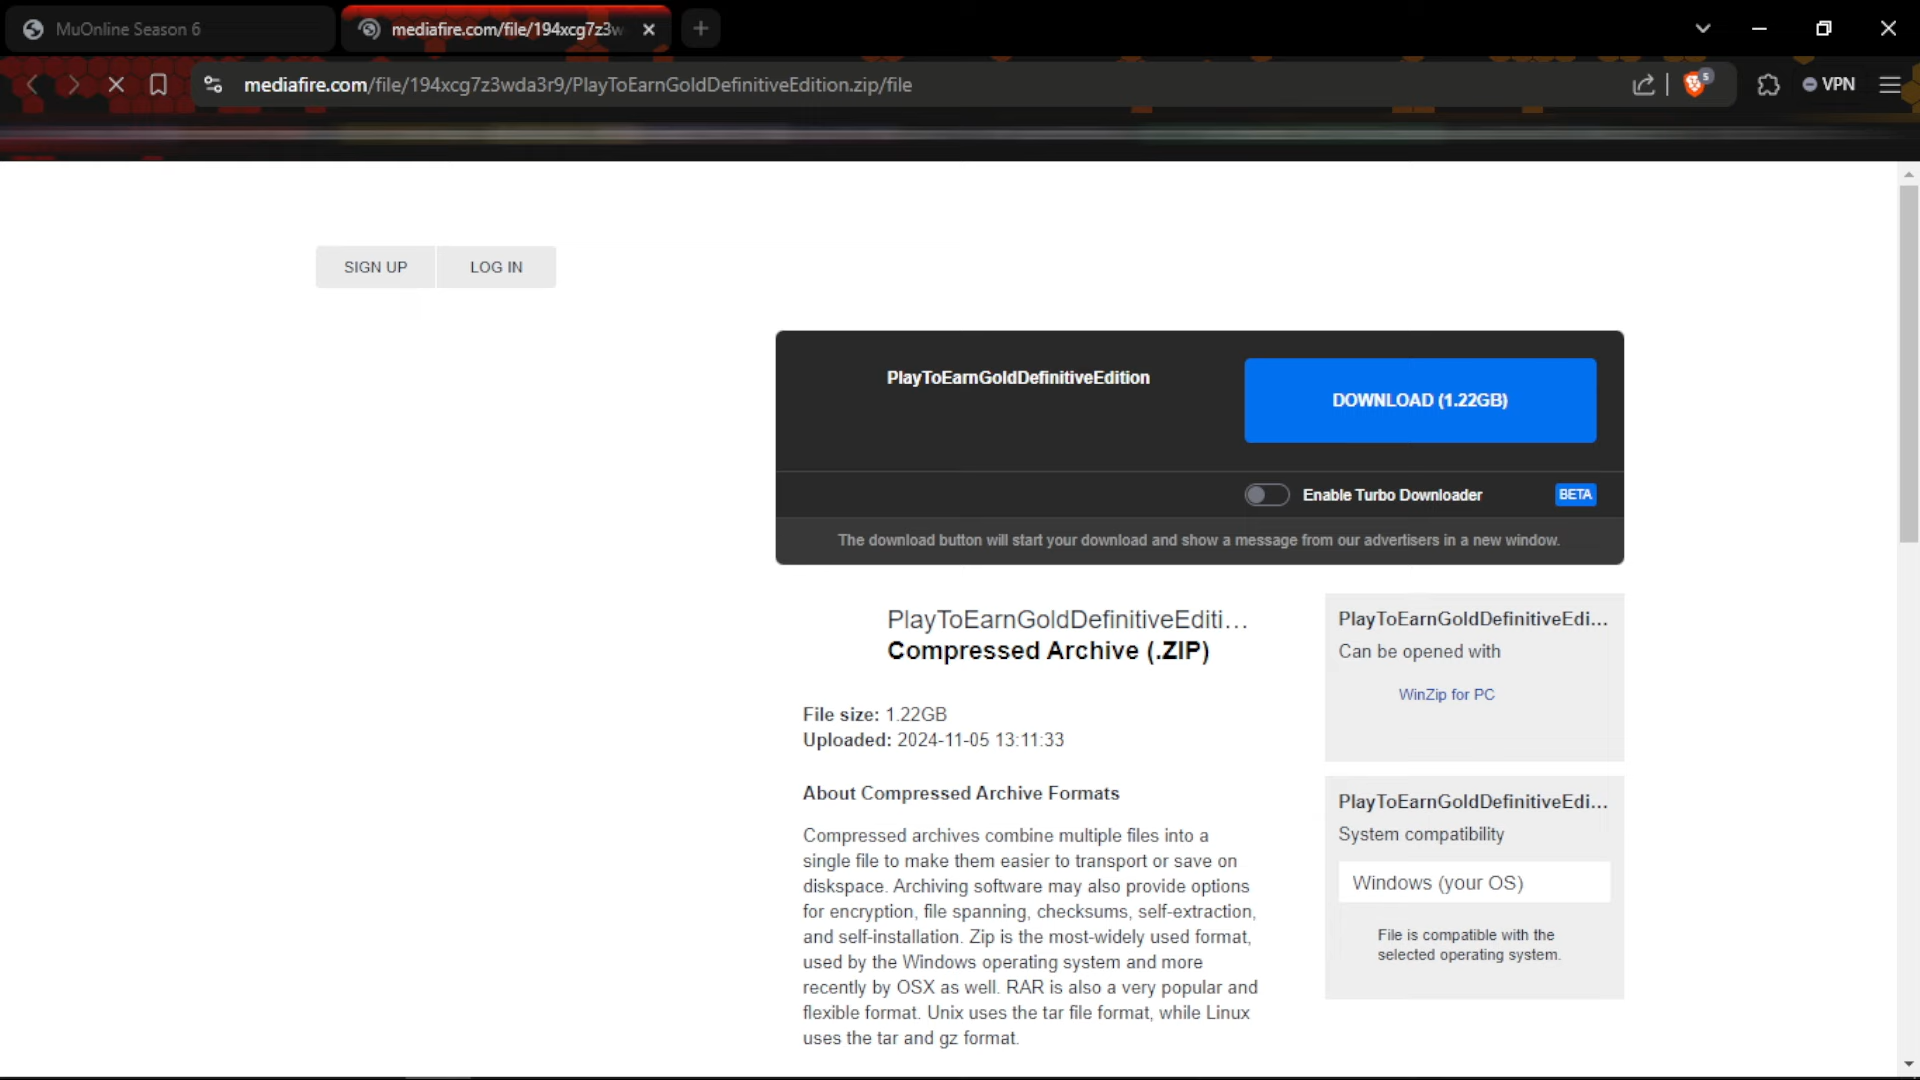 MuOnline Season 6
mediafire.com/file/194xcg7z3w
mediafire.com/file/194xcg7z3wda3r9/PlayToEarnGoldDefinitiveEdition.zip/file
5
VPN
SIGN UP
LOG IN
PlayToEarnGoldDefinitiveEdition
DOWNLOAD (1.22GB)
Enable Turbo Downloader
BETA
The download button will start your download and show a message from our advertisers in a new window.
PlayToEarnGoldDefinitiveEditi...
Compressed Archive (.ZIP)
File size: 1.22GB
Uploaded: 2024-11-05 13:11:33
About Compressed Archive Formats
Compressed archives combine multiple files into a
single file to make them easier to transport or save on
diskspace. Archiving software may also provide options
for encryption, file spanning, checksums, self-extraction,
and self-installation. Zip is the most-widely used format,
used by the Windows operating system and more
recently by OSX as well. RAR is also a very popular and
flexible format. Unix uses the tar file format, while Linux
uses the tar and gz format.
PlayToEarnGoldDefinitiveEdi...
Can be opened with
WinZip for PC
PlayToEarnGoldDefinitiveEdi...
System compatibility
Windows (your OS)
File is compatible with the
selected operating system.